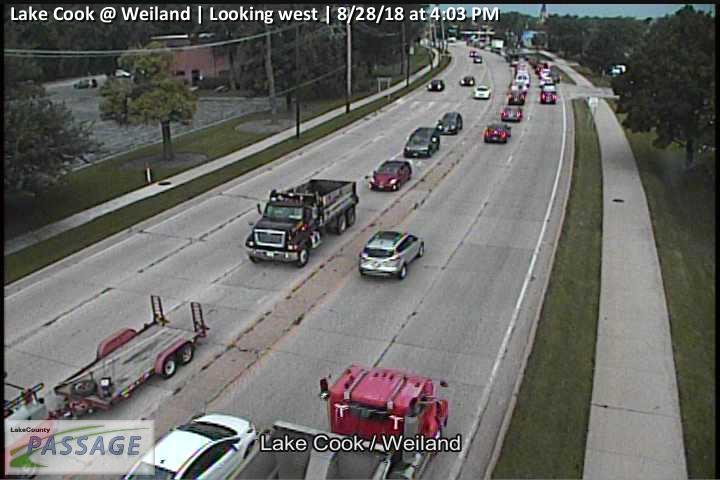 Lake Cook @ Weiland | Looking west | 8/28/18 at 4:03 PM
Lake Cook / Weiland
LakeCounty
PASSAGE